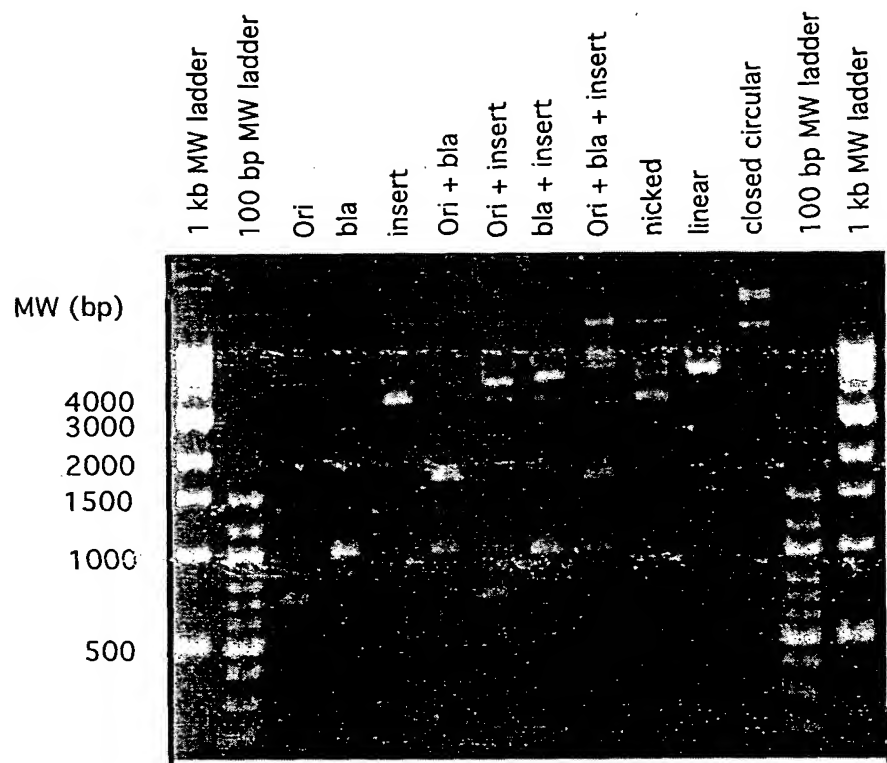 1 kb MW ladder
100 bp MW ladder
Ori
bla
insert
Ori + bla
Ori + insert
bla + insert
Ori + bla + insert
nicked
linear
closed circular
100 bp MW ladder
1 kb MW ladder
MW (bp)
4000
3000
2000
1500
1000
500